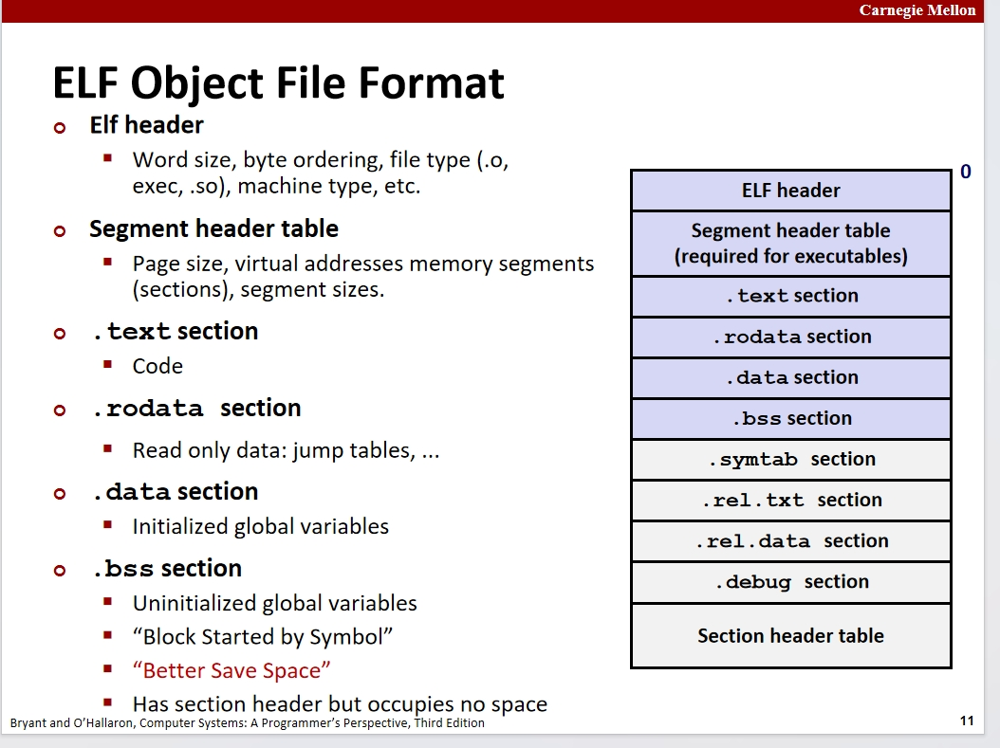 Carnegie Mellon
ELF Object File Format
Elf header
Word size, byte ordering, file type (.o,
exec, .so), machine type, etc.
Segment header table
Page size, virtual addresses memory segments
(sections), segment sizes.
.text section
Code
.rodata section
Read only data: jump tables, ...
.data section
Initialized global variables
.bss section
Uninitialized global variables
“Block Started by Symbol”
“Better Save Space”
Has section header but occupies no space
0
ELF header
Segment header table
(required for executables)
.text section
.rodata section
.data section
.bss section
.symtab section
.rel.txt section
.rel.data section
.debug section
Section header table
Bryant and O’Hallaron, Computer Systems: A Programmer’s Perspective, Third Edition
11